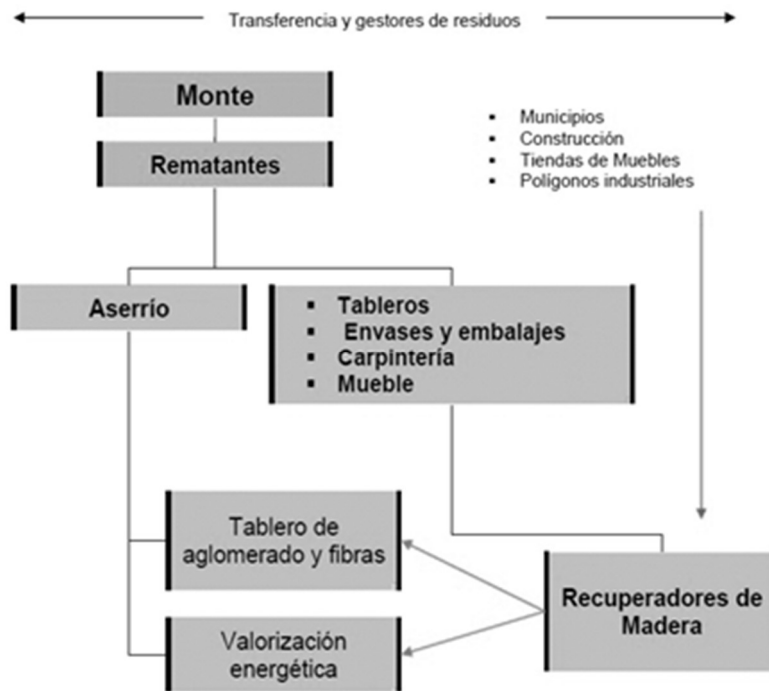 Transferencia y gestores de residuos
Monte
Rematantes
▪ Municipios
▪ Construcción
▪ Tiendas de Muebles
▪ Polígonos industriales
Aserrío
▪ Tableros
▪ Envases y embalajes
▪ Carpintería
▪ Mueble
Tablero de
aglomerado y fibras
Valorización
energética
Recuperadores de
Madera